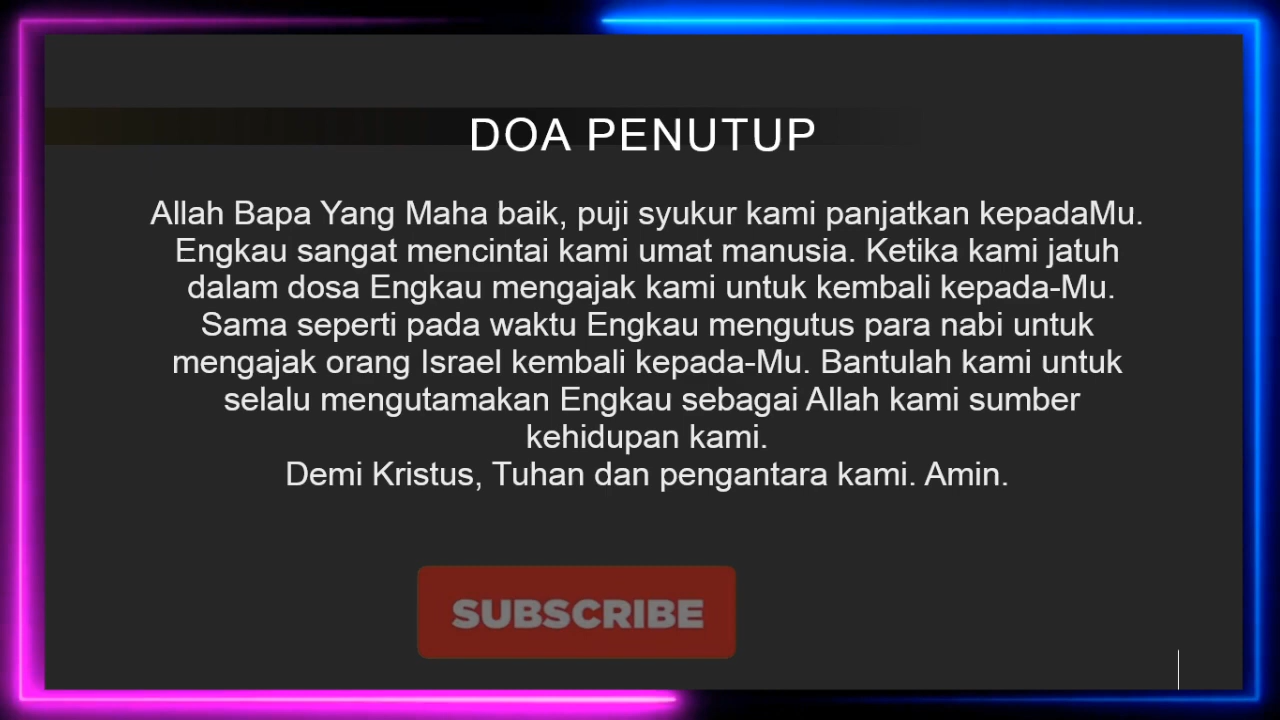 DOA PENUTUP
Allah Bapa Yang Maha baik, puji syukur kami panjatkan kepadaMu.
Engkau sangat mencintai kami umat manusia. Ketika kami jatuh
dalam dosa Engkau mengajak kami untuk kembali kepada-Mu.
Sama seperti pada waktu Engkau mengutus para nabi untuk
mengajak orang Israel kembali kepada-Mu. Bantulah kami untuk
selalu mengutamakan Engkau sebagai Allah kami sumber
kehidupan kami.
Demi Kristus, Tuhan dan pengantara kami. Amin.
SUBSCRIBE